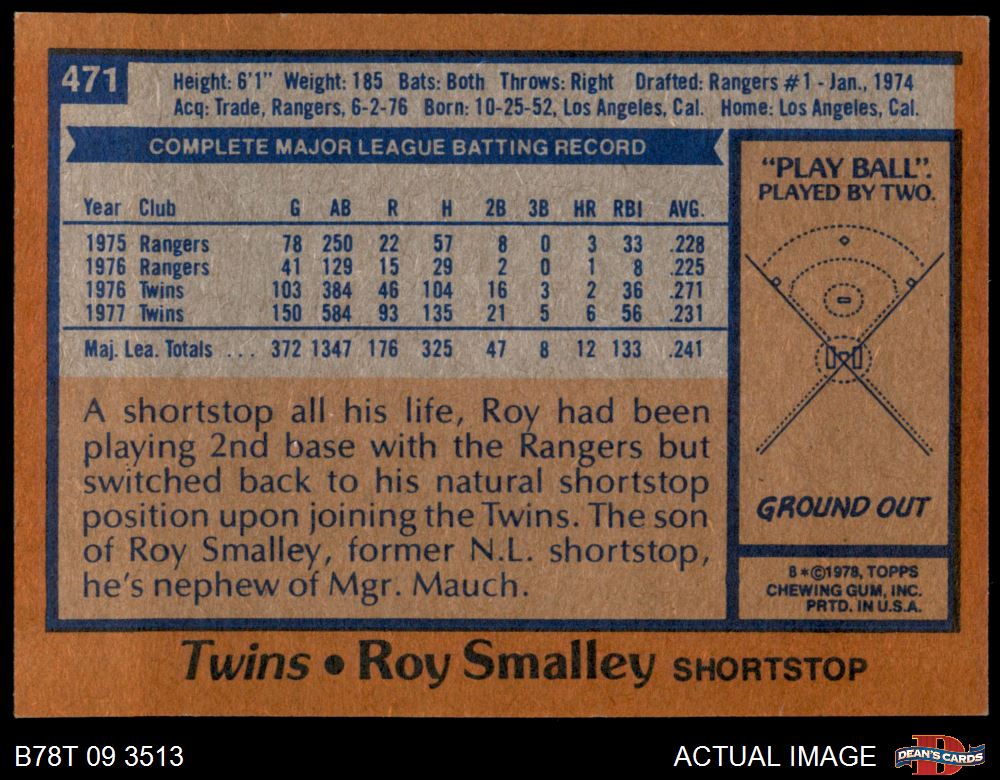 471
Height: 6'1" Weight: 185 Bats: Both Throws: Right Drafted: Rangers #1 - Jan., 1974
Acq: Trade, Rangers, 6-2-76 Born: 10-25-52, Los Angeles, Cal. Home: Los Angeles, Cal.
COMPLETE MAJOR LEAGUE BATTING RECORD
Year Club G AB R H 2B 3B HR RBI AVG.
1975 Rangers 78 250 22 57 8 0 3 33 .228
1976 Rangers 41 129 15 29 2 0 1 8 .225
1976 Twins 103 384 46 104 16 3 2 36 .271
1977 Twins 150 584 93 135 21 5 6 56 .231
Maj. Lea. Totals ... 372 1347 176 325 47 8 12 133 .241
A shortstop all his life, Roy had been
playing 2nd base with the Rangers but
switched back to his natural shortstop
position upon joining the Twins. The son
of Roy Smalley, former N.L. shortstop,
he's nephew of Mgr. Mauch.
"PLAY BALL".
PLAYED BY TWO.
GROUND OUT
8*©1978, TOPPS
CHEWING GUM, INC.
PRTD. IN U.S.A.
Twins • Roy Smalley SHORTSTOP
B78T 09 3513
ACTUAL IMAGE
D
DEAN'S CARDS